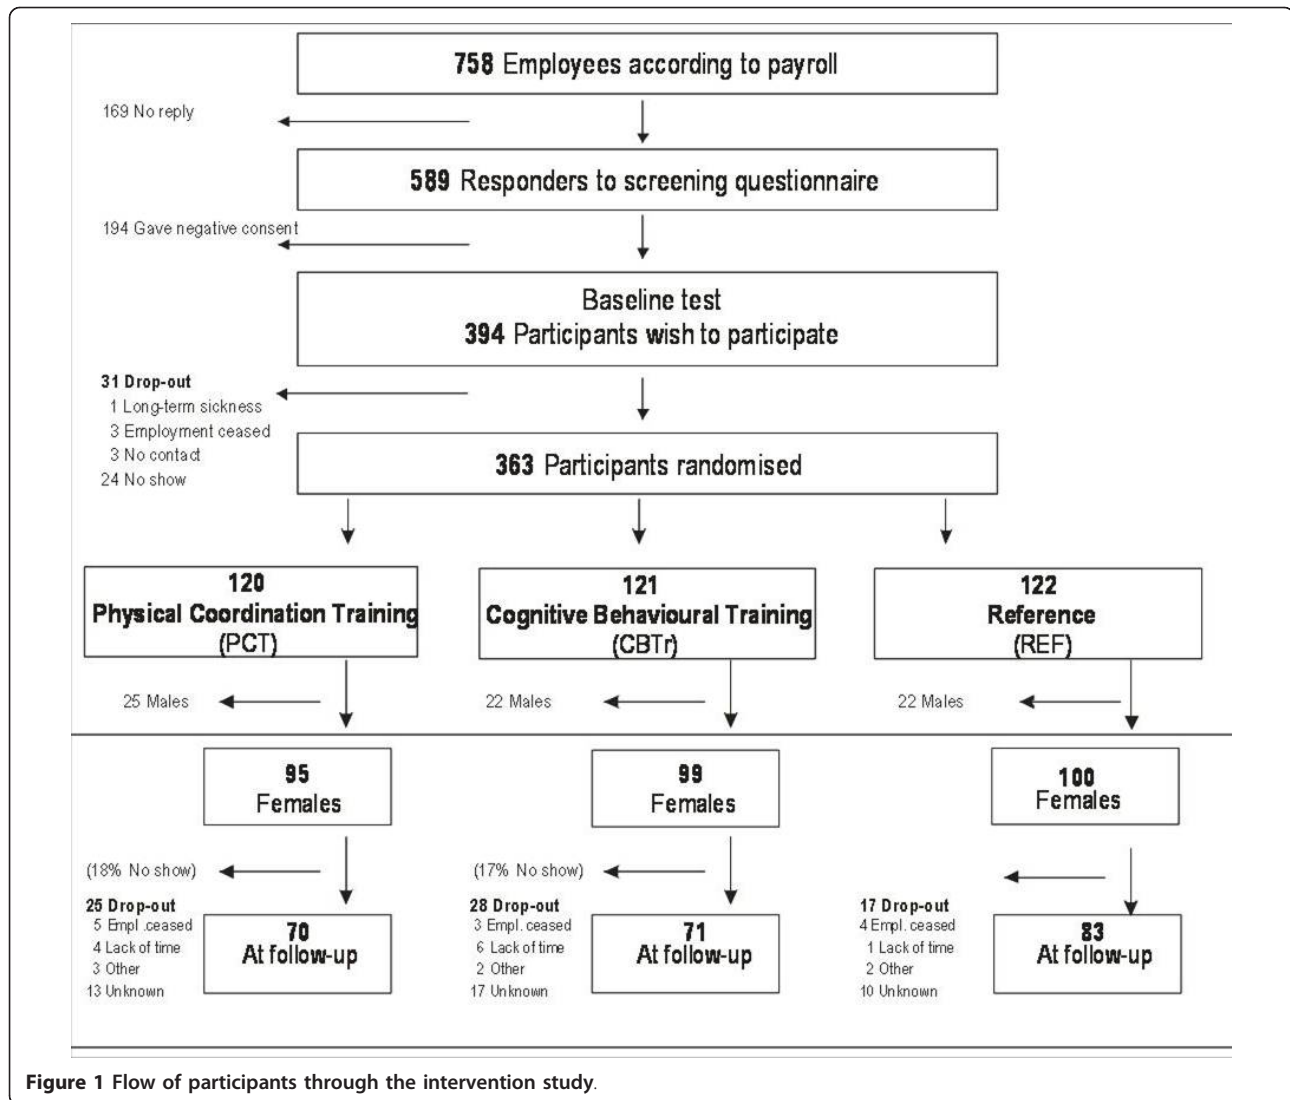 758 Employees according to payroll
169 No reply
589 Responders to screening questionnaire
194 Gave negative consent
Baseline test
394 Participants wish to participate
31 Drop-out
1 Long-term sickness
3 Employment ceased
3 No contact
24 No show
363 Participants randomised
120
Physical Coordination Training
(PCT)
121
Cognitive Behavioural Training
(CBTr)
122
Reference
(REF)
25 Males
22 Males
22 Males
95
Females
99
Females
100
Females
(18% No show)
25 Drop-out
5 Empl .ceased
4 Lack of time
3 Other
13 Unknown
70
At follow-up
(17% No show)
28 Drop-out
3 Empl. ceased
6 Lack of time
2 Other
17 Unknown
71
At follow-up
17 Drop-out
4 Empl. ceased
1 Lack of time
2 Other
10 Unknown
83
At follow-up
Figure 1 Flow of participants through the intervention study.